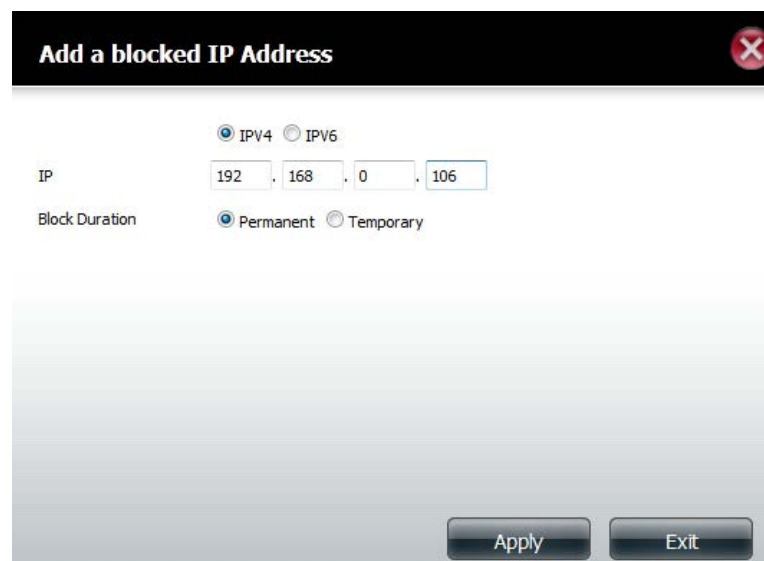 Add a blocked IP Address
IPV4 IPV6
IP 192 . 168 . 0 . 106
Block Duration Permanent Temporary
Apply Exit